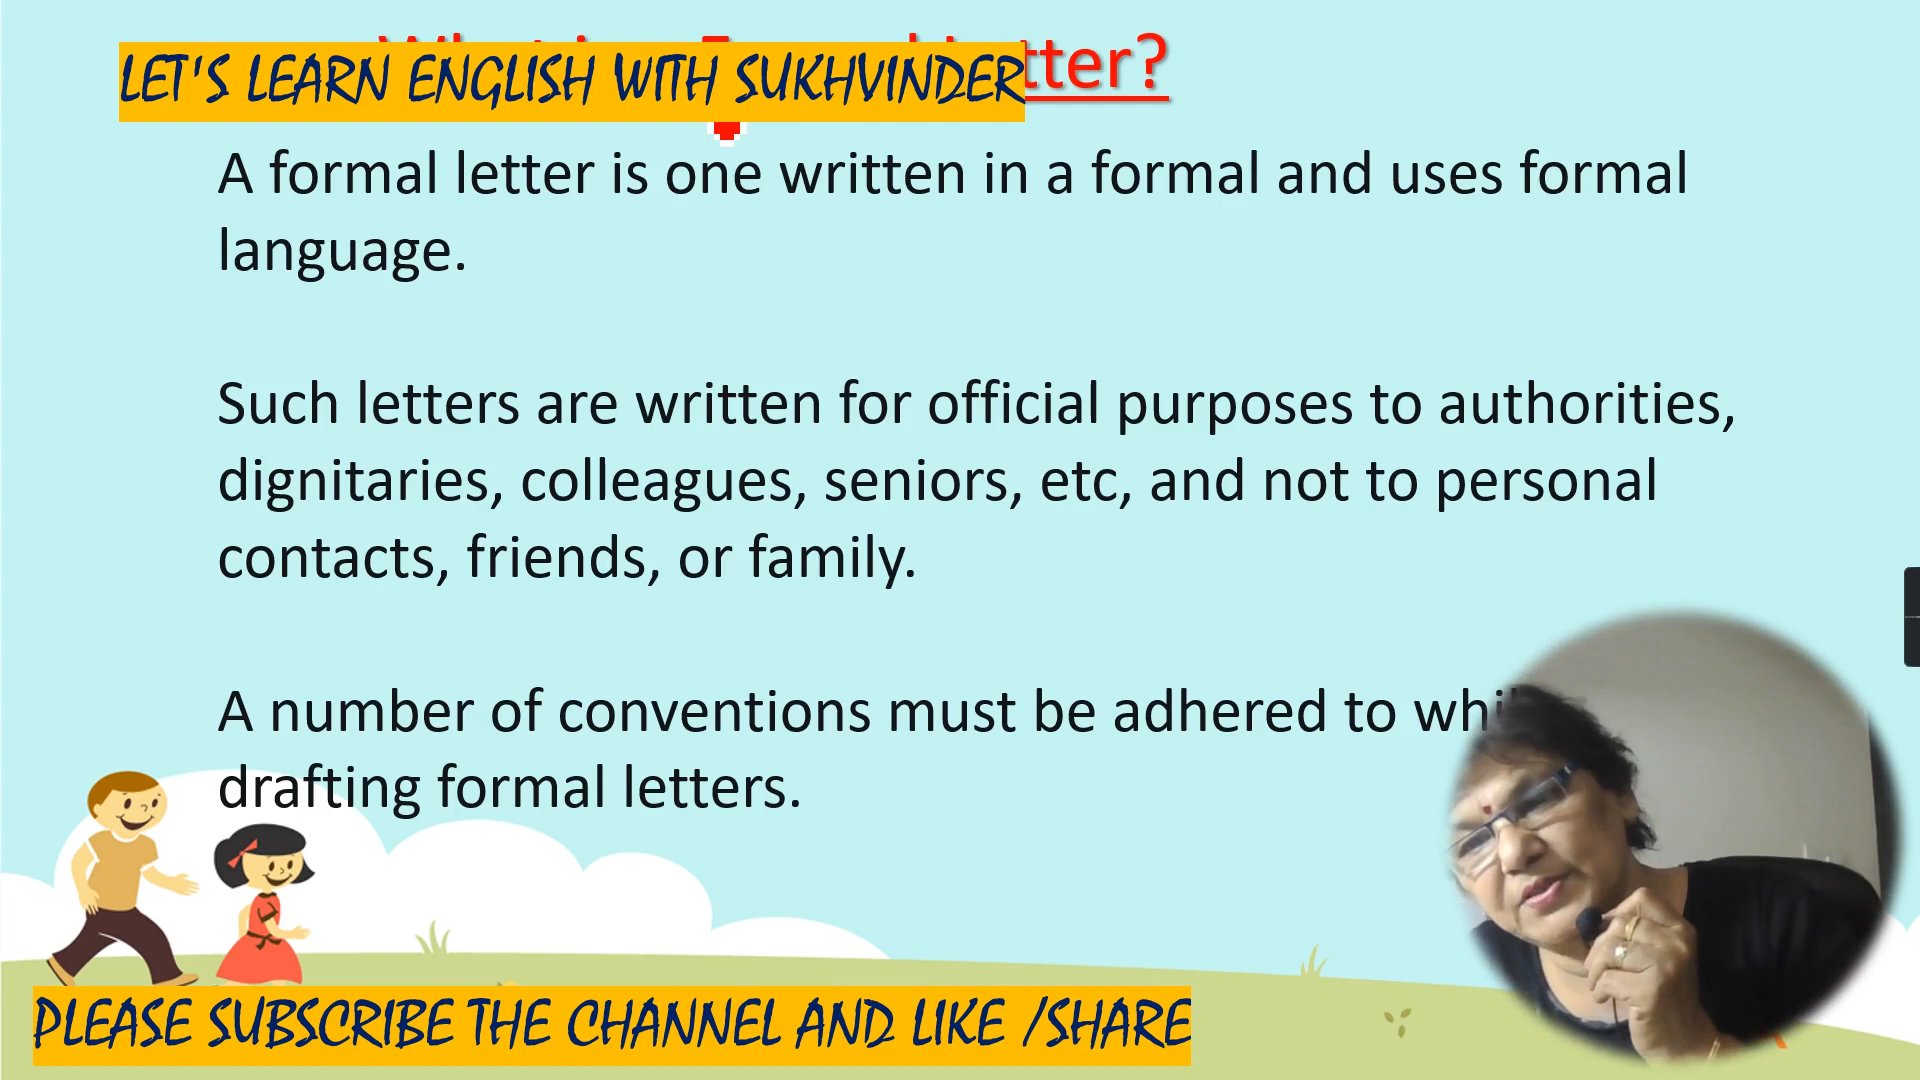 tter?
LET'S LEARN ENGLISH WITH SUKHVINDER
A formal letter is one written in a formal and uses formal
language.
Such letters are written for official purposes to authorities,
dignitaries, colleagues, seniors, etc, and not to personal
contacts, friends, or family.
A number of conventions must be adhered to whi
drafting formal letters.
PLEASE SUBSCRIBE THE CHANNEL AND LIKE /SHARE